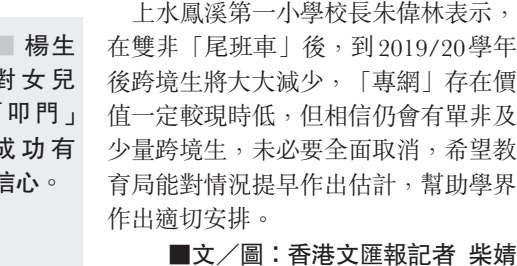 ■ 楊生
對女兒
「叩門」
成功有
信心。
上水鳳溪第一小學校長朱偉林表示，
在雙非「尾班車」後，到2019/20學年
後跨境生將大大減少，「專網」存在價
值一定較現時低，但相信仍會有單非及
少量跨境生，未必要全面取消，希望教
育局能對情況提早作出估計，幫助學界
作出適切安排。
■文／圖：香港文匯報記者 柴婧